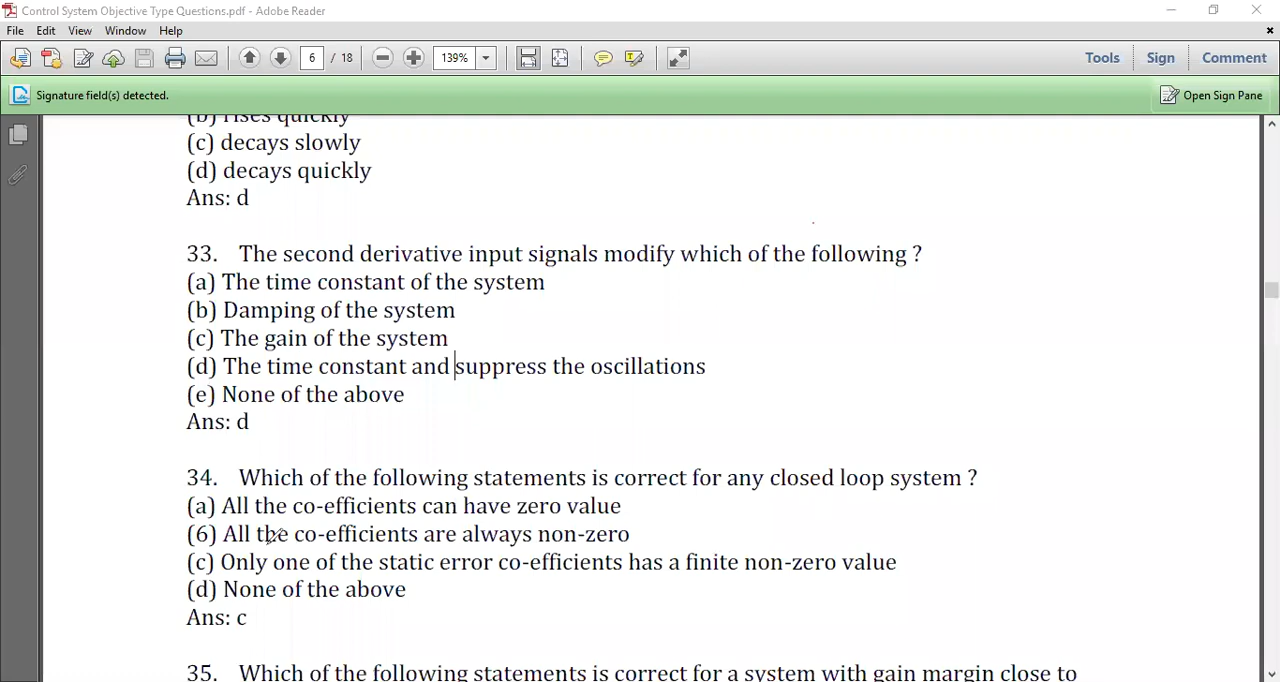 Control System Objective Type Questions.pdf - Adobe Reader
File Edit View Window Help
6 / 18 139% Tools Sign Comment
Signature field(s) detected. Open Sign Pane
(b) rises quickly
(c) decays slowly
(d) decays quickly
Ans: d
33. The second derivative input signals modify which of the following ?
(a) The time constant of the system
(b) Damping of the system
(c) The gain of the system
(d) The time constant and suppress the oscillations
(e) None of the above
Ans: d
34. Which of the following statements is correct for any closed loop system ?
(a) All the co-efficients can have zero value
(6) All the co-efficients are always non-zero
(c) Only one of the static error co-efficients has a finite non-zero value
(d) None of the above
Ans: c
35. Which of the following statements is correct for a system with gain margin close to